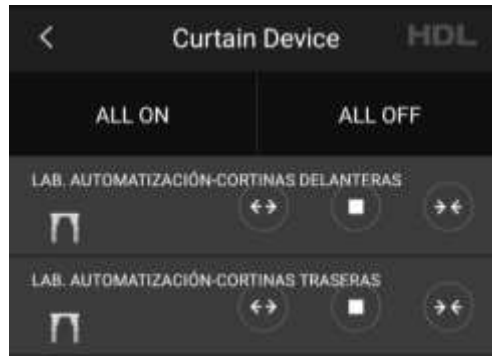 Curtain Device HDL
ALL ON ALL OFF
LAB. AUTOMATIZACIÓN-CORTINAS DELANTERAS
LAB. AUTOMATIZACIÓN-CORTINAS TRASERAS